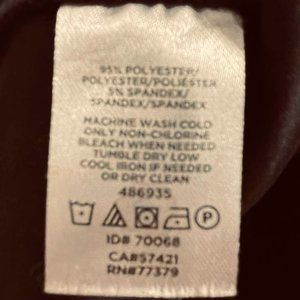 95% POLYESTER/
POLYESTER/POLIÉSTER
5% SPANDEX/
SPANDEX/SPANDEX
MACHINE WASH COLD
ONLY NON-CHLORINE
BLEACH WHEN NEEDED
TUMBLE DRY LOW
COOL IRON IF NEEDED
OR DRY CLEAN
486935
P
ID# 70068
CA#57421
RN#77379